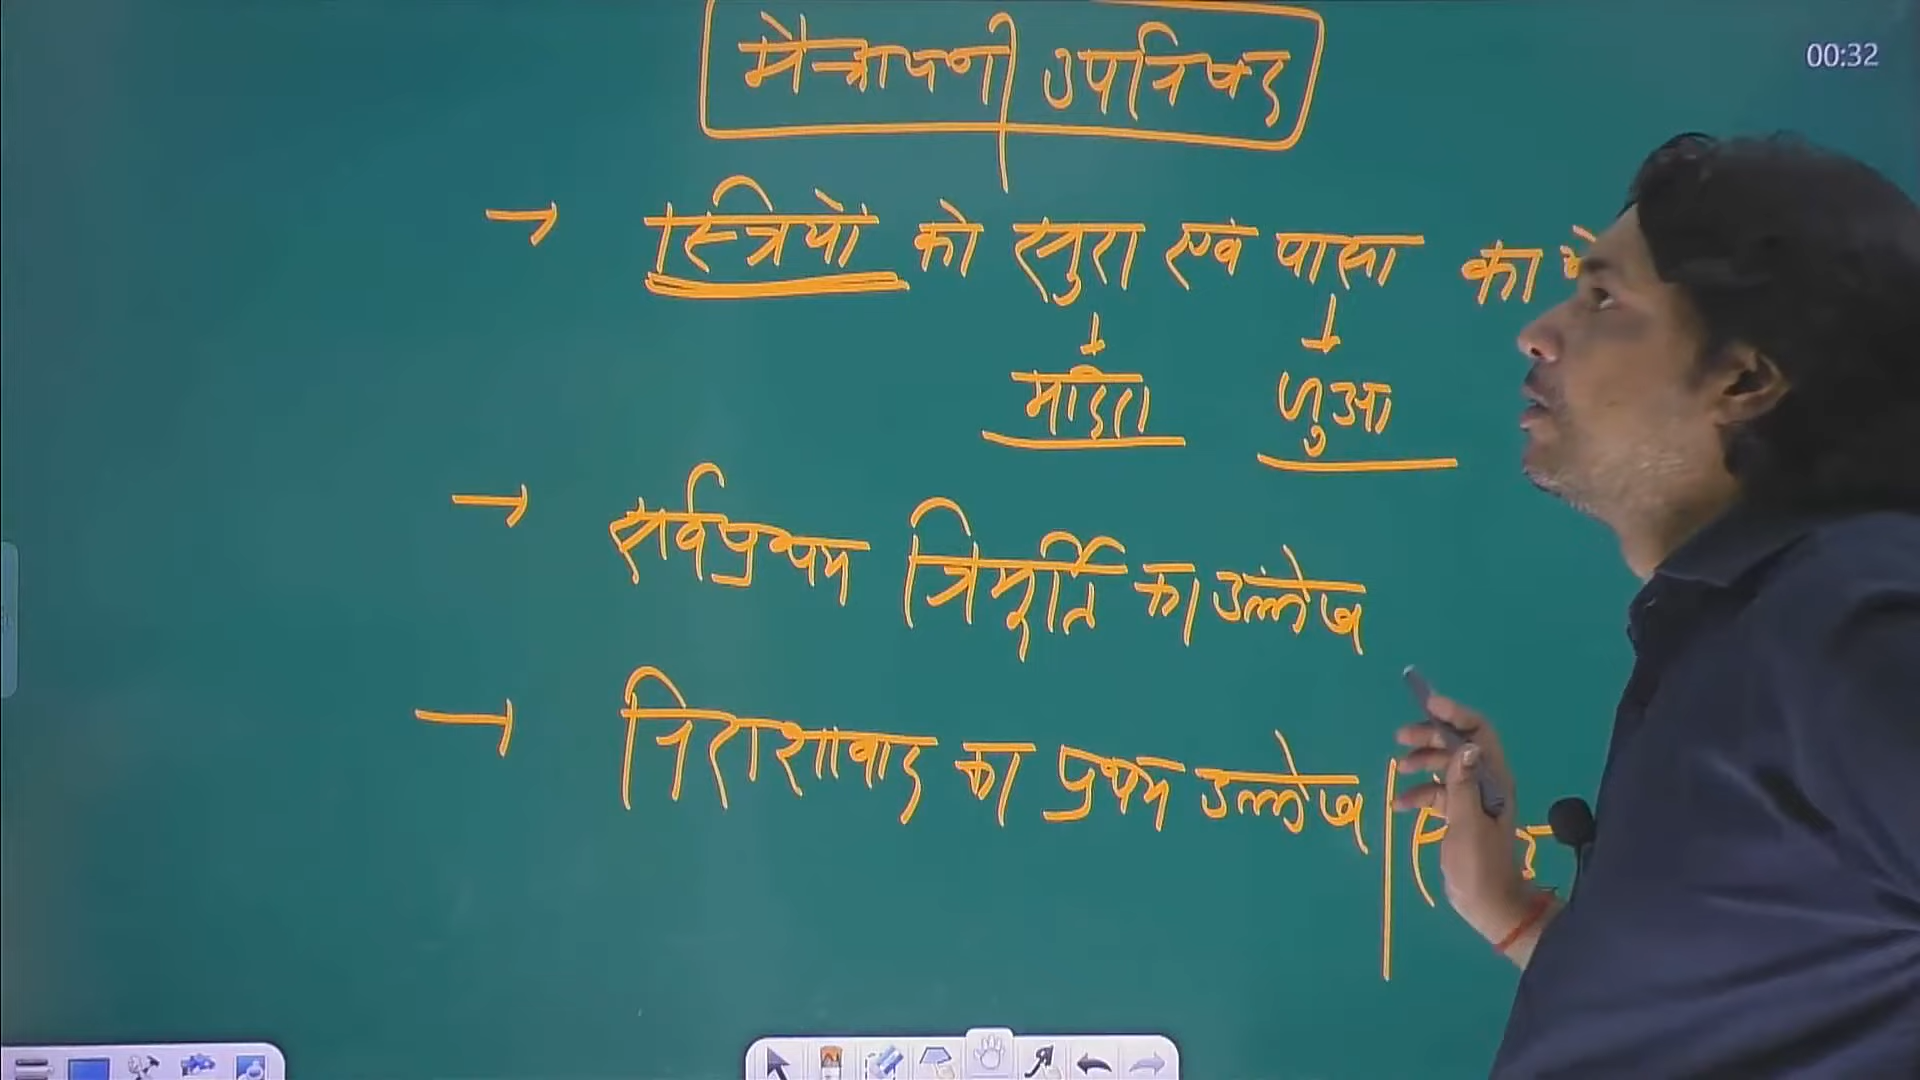 00:32
मैत्रायणी उपनिषद
→ स्त्रियों को सुरा एवं पासा का
↓ ↓
मदिरा जुआ
→ सर्वप्रथम त्रिमूर्ति का उल्लेख
→ निराशावाद का प्रथम उल्लेख |